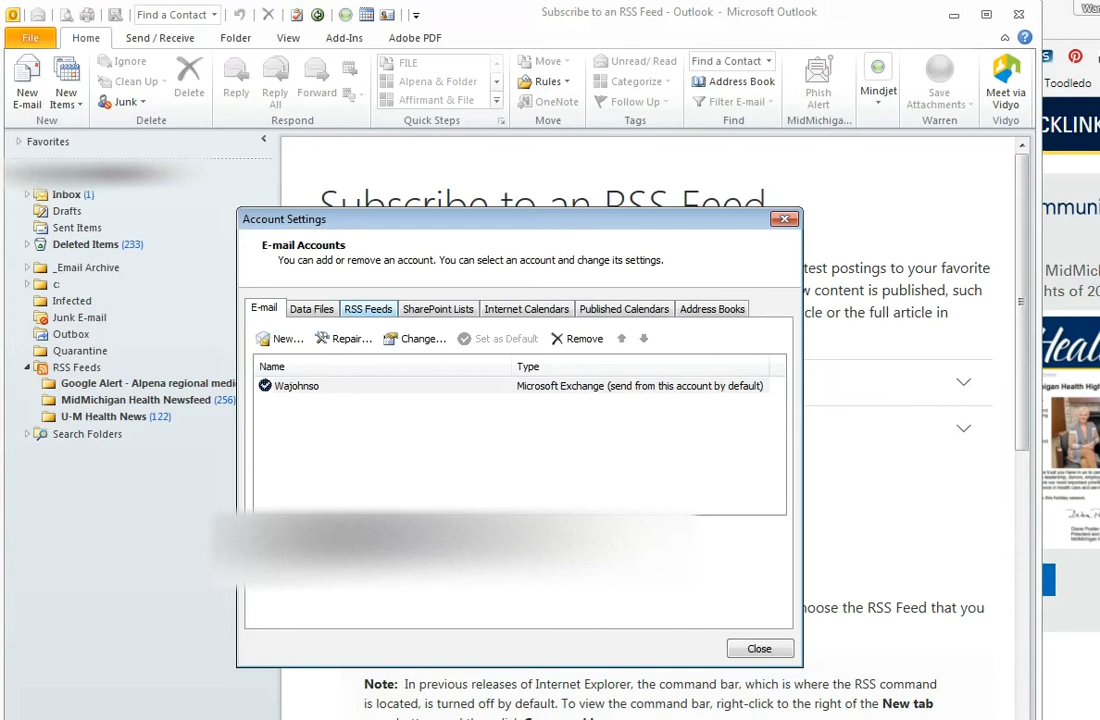 Find a Contact
Subscribe to an RSS Feed - Outlook - Microsoft Outlook
File
Home
Send / Receive
Folder
View
Add-Ins
Adobe PDF
New
E-mail
New
Items
Ignore
Clean Up
Junk
Delete
Reply
Reply
All
Forward
FILE
Alpena & Folder
Affirmant & File
Move
Rules
OneNote
Unread/ Read
Categorize
Follow Up
Find a Contact
Address Book
Filter E-mail
Phish
Alert
Mindjet
Save
Attachments
Meet via
Vidyo
New
Delete
Respond
Quick Steps
Move
Tags
Find
MidMichiga...
Warren
Vidyo
Toodledo
CKLINK
Favorites
Inbox (1)
Drafts
Sent Items
Deleted Items (233)
_Email Archive
c:
Infected
Junk E-mail
Outbox
Quarantine
RSS Feeds
Google Alert - Alpena regional medi
MidMichigan Health Newsfeed (256)
U-M Health News (122)
Search Folders
Subscribe to an RSS Feed
test postings to your favorite
w content is published, such
cle or the full article in
Account Settings
E-mail Accounts
You can add or remove an account. You can select an account and change its settings.
E-mail
Data Files
RSS Feeds
SharePoint Lists
Internet Calendars
Published Calendars
Address Books
New...
Repair...
Change...
Set as Default
Remove
Name
Type
Wajohnso
Microsoft Exchange (send from this account by default)
Close
hoose the RSS Feed that you
Note: In previous releases of Internet Explorer, the command bar, which is where the RSS command
is located, is turned off by default. To view the command bar, right-click to the right of the New tab
mmuni
MidMic
hts of 20
Heal
igan Health High